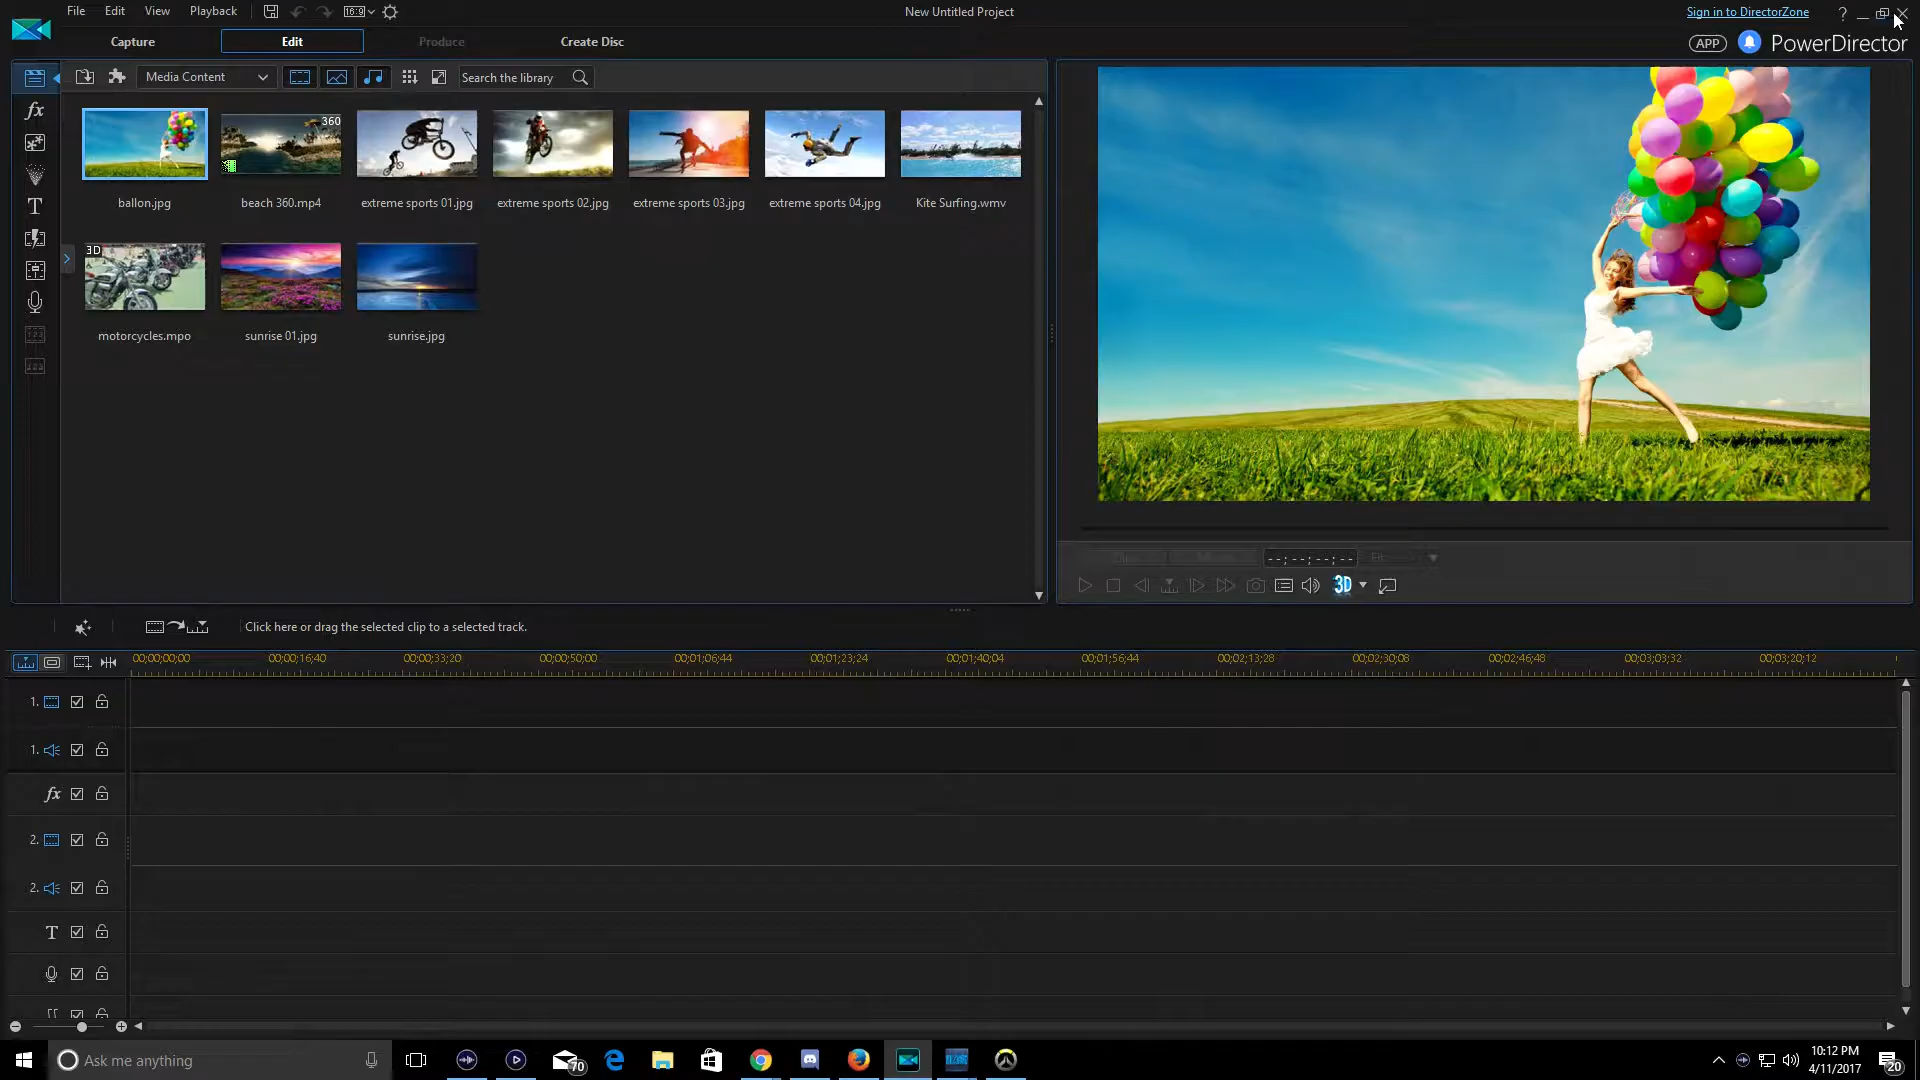 File Edit View Playback 16:9 New Untitled Project Sign in to DirectorZone ?
Capture Edit Produce Create Disc APP PowerDirector
Media Content Search the library
fx
360
ballon.jpg beach 360.mp4 extreme sports 01.jpg extreme sports 02.jpg extreme sports 03.jpg extreme sports 04.jpg Kite Surfing.wmv
T
3D
motorcycles.mpo sunrise 01.jpg sunrise.jpg
--;--;--;-- Fit
3D
Click here or drag the selected clip to a selected track.
00;00;00;00 00;00;16;40 00;00;33;20 00;00;50;00 00;01;06;44 00;01;23;24 00;01;40;04 00;01;56;44 00;02;13;28 00;02;30;08 00;02;46;48 00;03;03;32 00;03;20;12
1.
1.
fx
2.
2.
T
Ask me anything 70 10:12 PM
4/11/2017 20